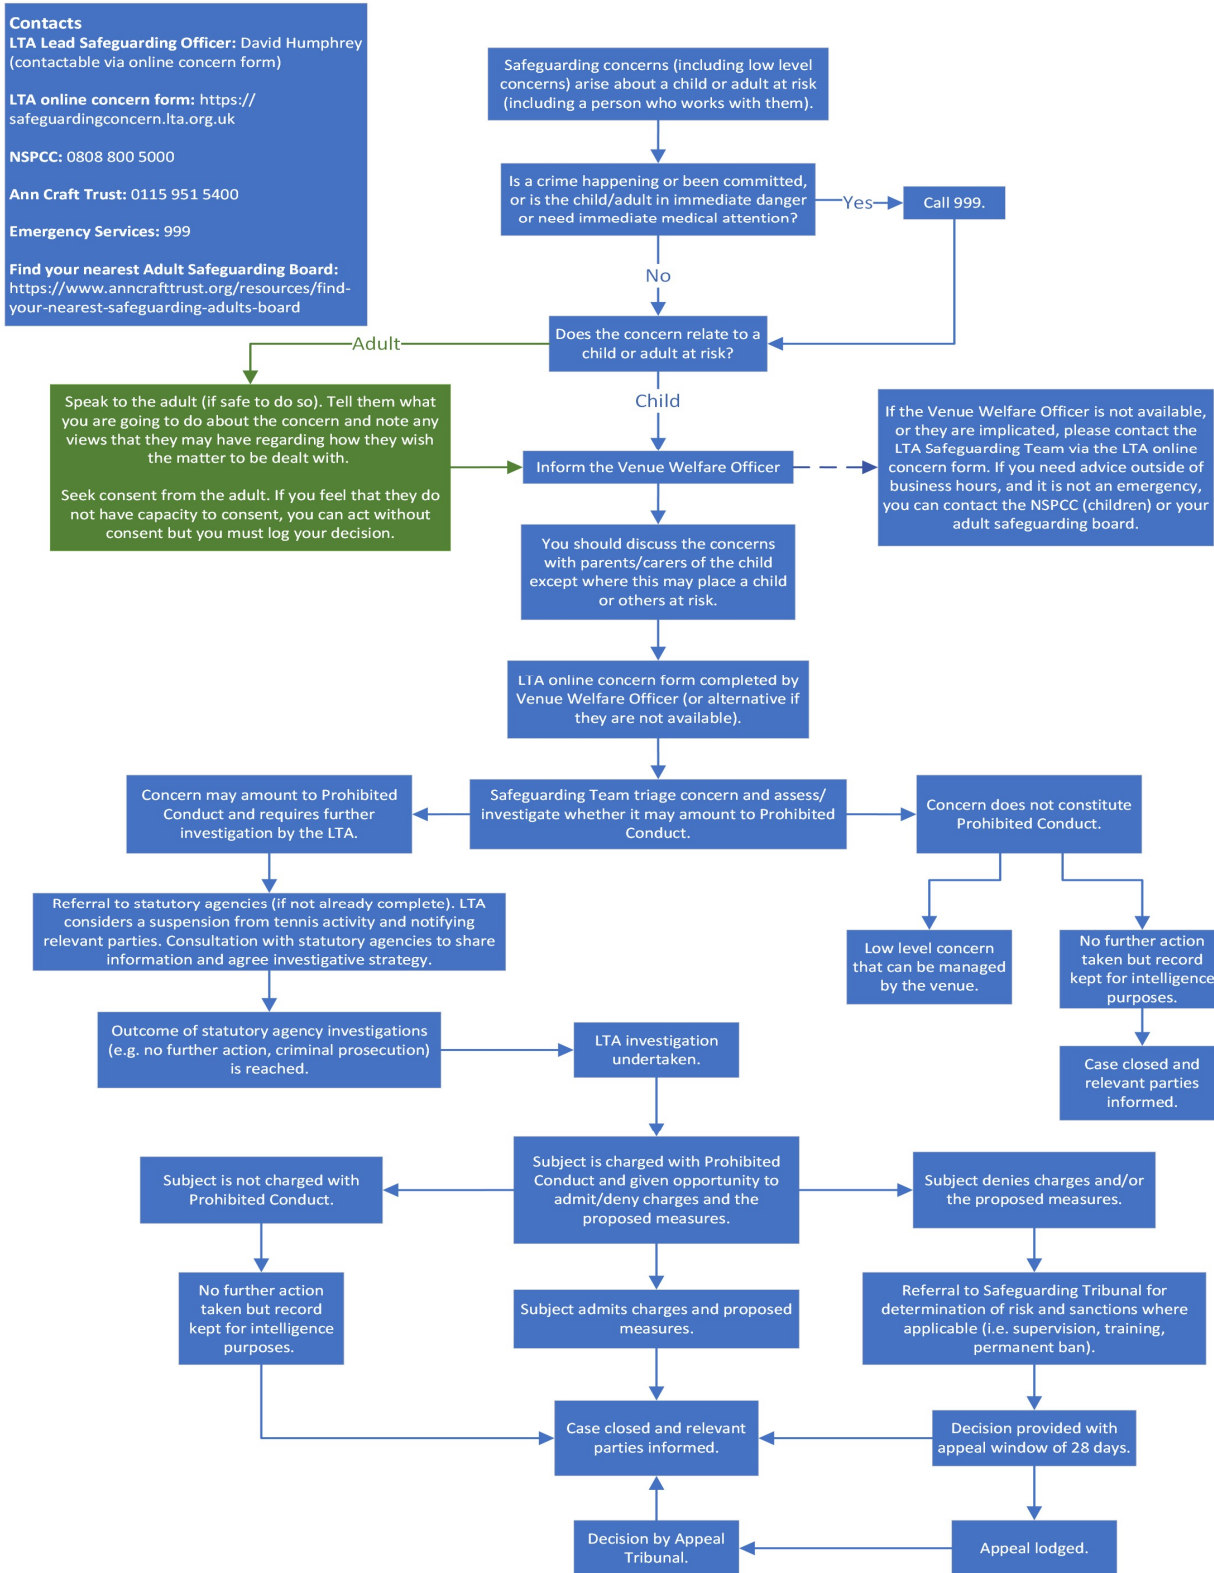 Contacts
LTA Lead Safeguarding Officer: David Humphrey
(contactable via online concern form)
LTA online concern form: https://
safeguardingconcern.lta.org.uk
NSPCC: 0808 800 5000
Ann Craft Trust: 0115 951 5400
Emergency Services: 999
Find your nearest Adult Safeguarding Board:
https://www.anncrafttrust.org/resources/find-
your-nearest-safeguarding-adults-board
Safeguarding concerns (including low level
concerns) arise about a child or adult at risk
(including a person who works with them).
Is a crime happening or been committed,
or is the child/adult in immediate danger
or need immediate medical attention?
Yes
Call 999.
No
Does the concern relate to a
child or adult at risk?
Adult
Child
Speak to the adult (if safe to do so). Tell them what
you are going to do about the concern and note any
views that they may have regarding how they wish
the matter to be dealt with.
Seek consent from the adult. If you feel that they do
not have capacity to consent, you can act without
consent but you must log your decision.
Inform the Venue Welfare Officer
If the Venue Welfare Officer is not available,
or they are implicated, please contact the
LTA Safeguarding Team via the LTA online
concern form. If you need advice outside of
business hours, and it is not an emergency,
you can contact the NSPCC (children) or your
adult safeguarding board.
You should discuss the concerns
with parents/carers of the child
except where this may place a child
or others at risk.
LTA online concern form completed by
Venue Welfare Officer (or alternative if
they are not available).
Concern may amount to Prohibited
Conduct and requires further
investigation by the LTA.
Safeguarding Team triage concern and assess/
investigate whether it may amount to Prohibited
Conduct.
Concern does not constitute
Prohibited Conduct.
Referral to statutory agencies (if not already complete). LTA
considers a suspension from tennis activity and notifying
relevant parties. Consultation with statutory agencies to share
information and agree investigative strategy.
Low level concern
that can be managed
by the venue.
No further action
taken but record
kept for intelligence
purposes.
Outcome of statutory agency investigations
(e.g. no further action, criminal prosecution)
is reached.
LTA investigation
undertaken.
Case closed and
relevant parties
informed.
Subject is not charged with
Prohibited Conduct.
Subject is charged with Prohibited
Conduct and given opportunity to
admit/deny charges and the
proposed measures.
Subject denies charges and/or
the proposed measures.
No further action
taken but record
kept for intelligence
purposes.
Subject admits charges and proposed
measures.
Referral to Safeguarding Tribunal for
determination of risk and sanctions where
applicable (i.e. supervision, training,
permanent ban).
Case closed and relevant
parties informed.
Decision provided with
appeal window of 28 days.
Decision by Appeal
Tribunal.
Appeal lodged.